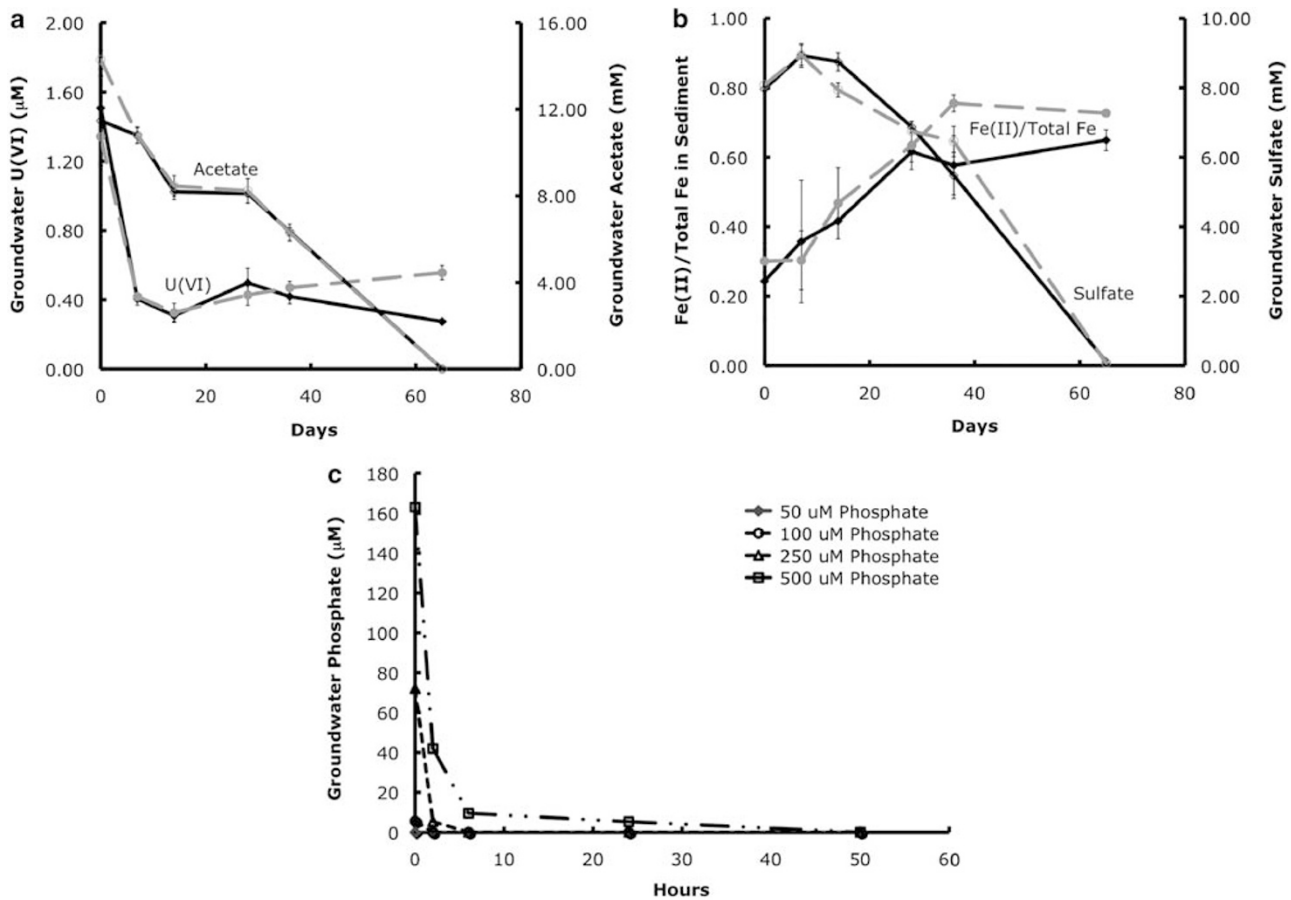 a
2.00
1.60
1.20
0.80
0.40
0.00
Groundwater U(VI) (μM)
16.00
12.00
8.00
4.00
0.00
Groundwater Acetate (mM)
Acetate
U(VI)
0 20 40 60 80
Days
b
1.00
0.80
0.60
0.40
0.20
0.00
Fe(II)/Total Fe in Sediment
10.00
8.00
6.00
4.00
2.00
0.00
Groundwater Sulfate (mM)
Fe(II)/Total Fe
Sulfate
0 20 40 60 80
Days
c
180
160
140
120
100
80
60
40
20
0
Groundwater Phosphate (μM)
0 10 20 30 40 50 60
Hours
50 uM Phosphate
100 uM Phosphate
250 uM Phosphate
500 uM Phosphate